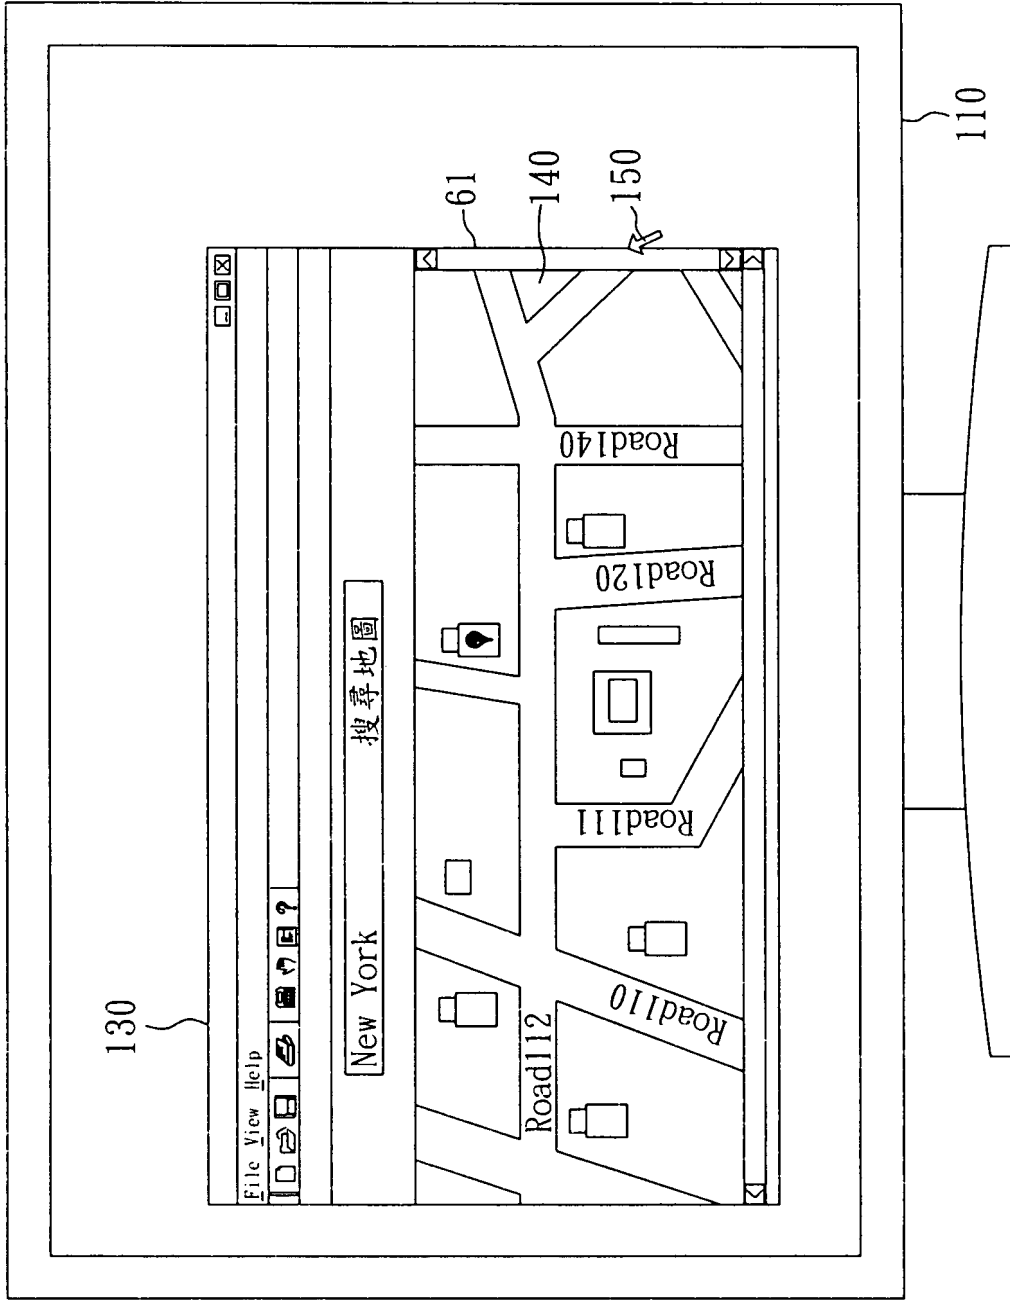 130
File View Help
?
New York 搜尋地圖
61
140
150
Road112
Road110
Road111
Road120
Road140
110